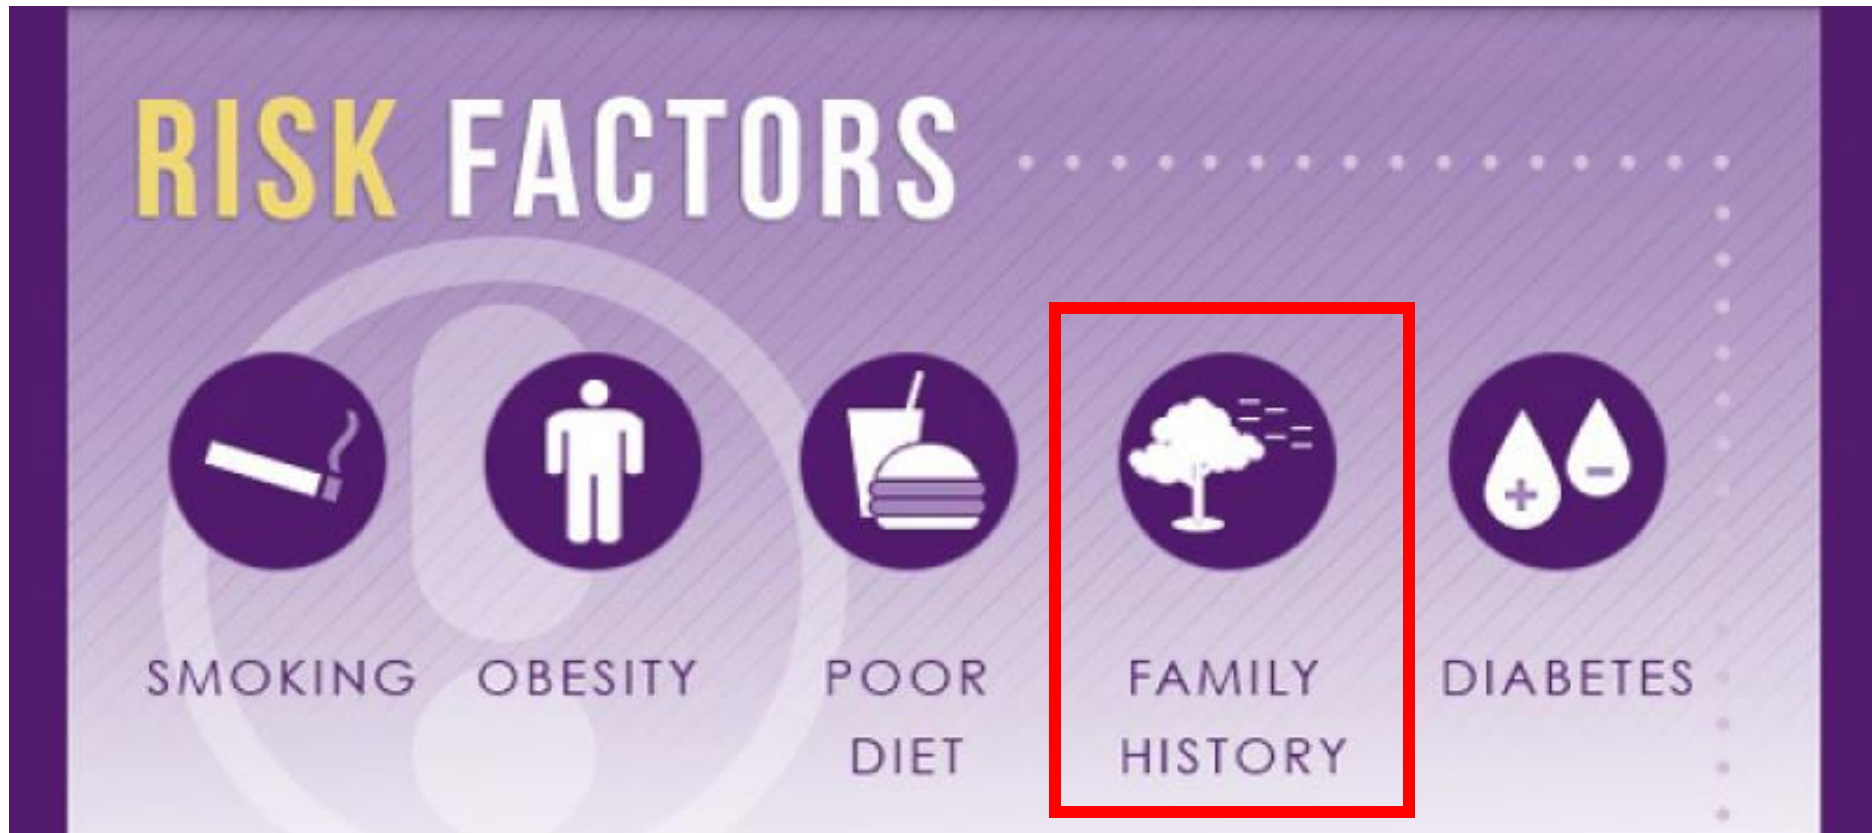 RISK FACTORS
SMOKING
OBESITY
POOR
DIET
FAMILY
HISTORY
DIABETES